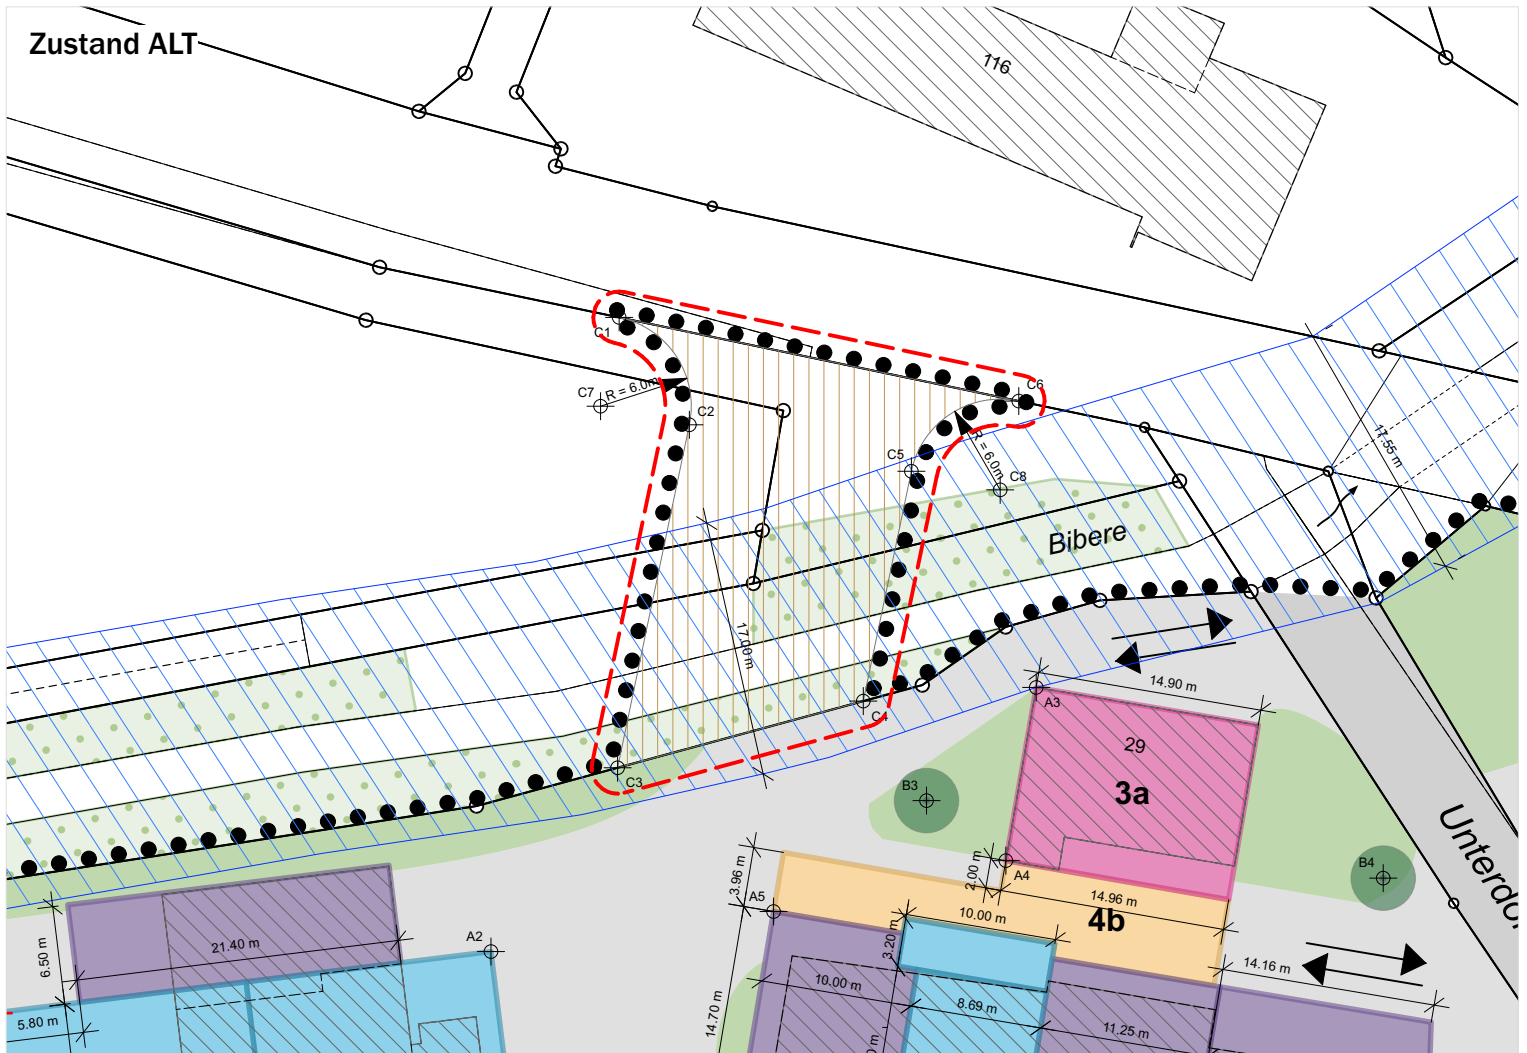 Zustand ALT
116
C1
C6
C7
R = 6.0m
C2
R = 6.0m
C5
C8
17.55 m
Bibere
17.00 m
C4
C3
14.90 m
A3
29
3a
B3
B4
Unterdor
2.00 m
A4
3.96 m
A5
14.96 m
4b
10.00 m
3.20 m
A2
21.40 m
6.50 m
14.16 m
10.00 m
8.69 m
14.70 m
11.25 m
5.80 m